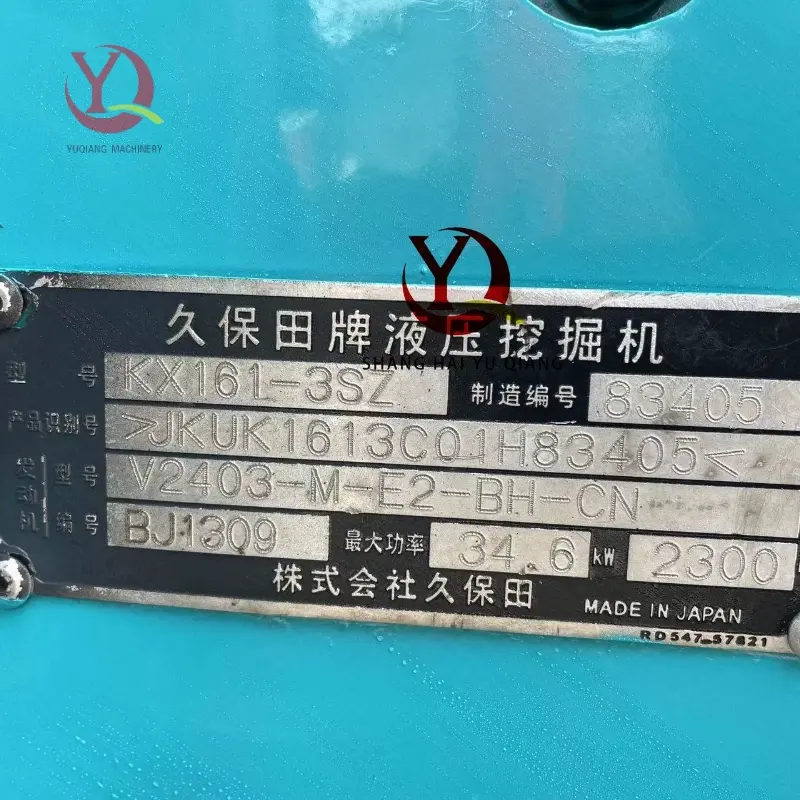 YQ
YUQIANG MACHINERY
YQ
SHANG HAI YU QIANG
久保田牌液压挖掘机
型 号 KX161-3SZ 制造编号 83405
产品识别号 >JKUK1613C01H83405<
发动机 型号 V2403-M-E2-BH-CN
编号 BJ1309 最大功率 34.6 kW 2300
株式会社久保田 MADE IN JAPAN
RD547-57821